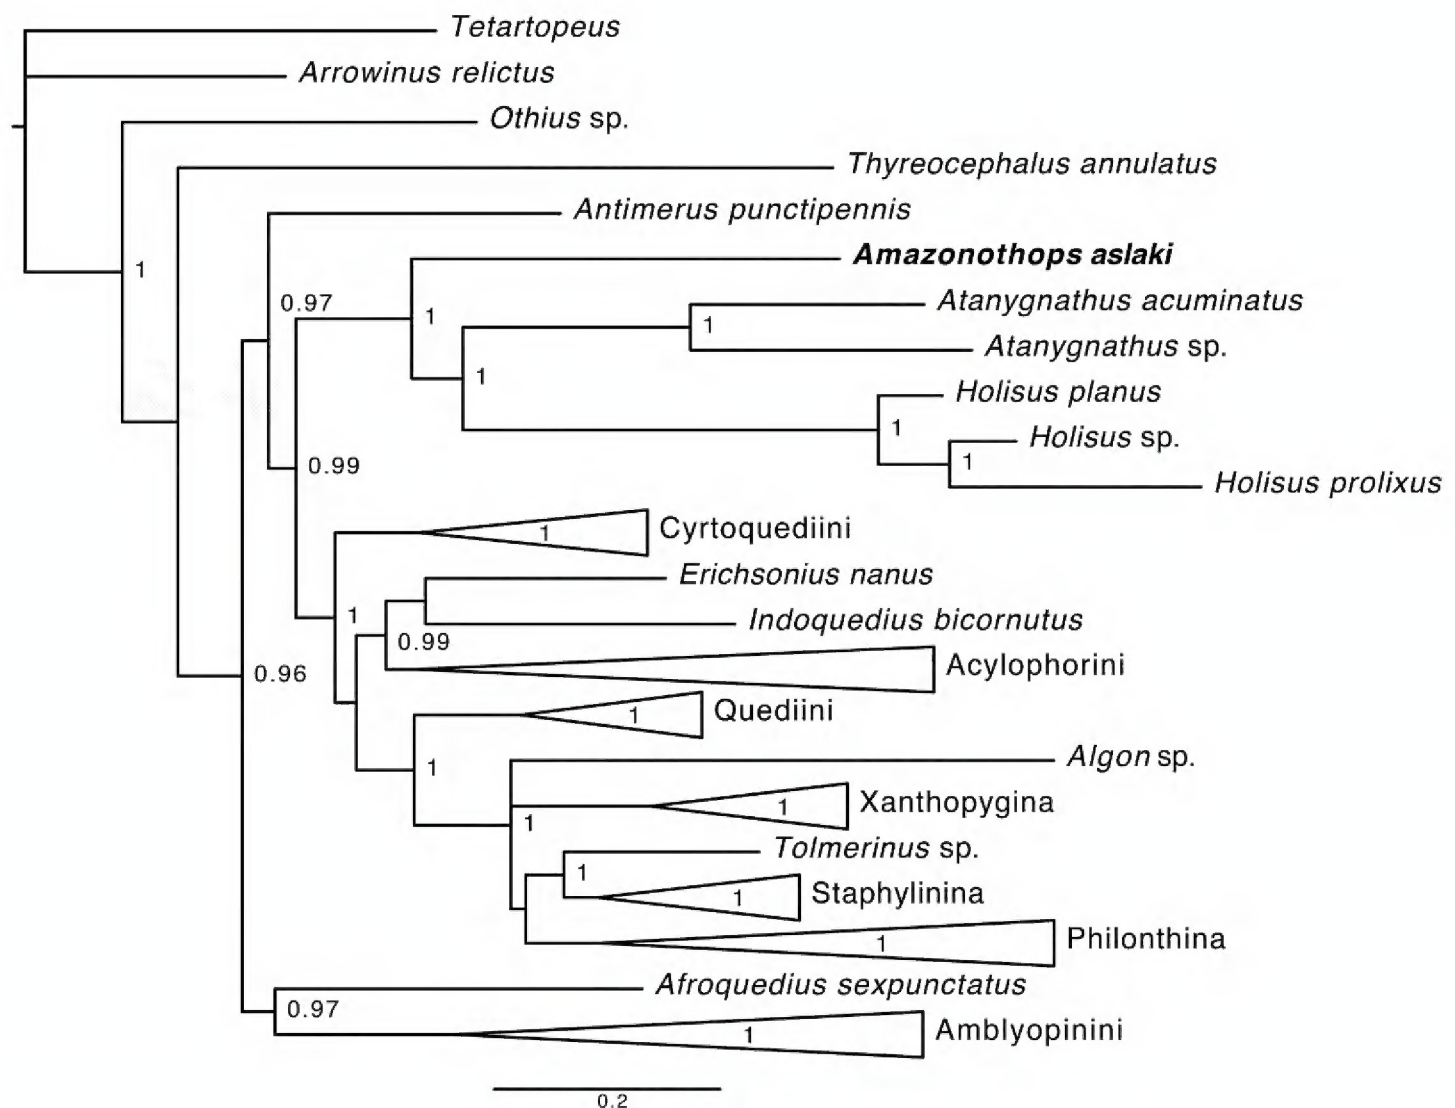 Tetartopeus
Arrowinus relictus
Othius sp.
Thyreocephalus annulatus
Antimerus punctipennis
Amazonothops aslaki
1
0.97
1
Atanygnathus acuminatus
1
Atanygnathus sp.
1
Holisus planus
1
Holisus sp.
0.99
1
Holisus prolixus
1
Cyrtoquediini
Erichsonius nanus
1
Indoquedius bicornutus
0.99
0.96
Acylophorini
1
Quediini
1
Algon sp.
1
Xanthopygina
1
Tolmerinus sp.
1
1
Staphylinina
1
Philonthina
0.97
Afroquedius sexpunctatus
1
Amblyopinini
0.2